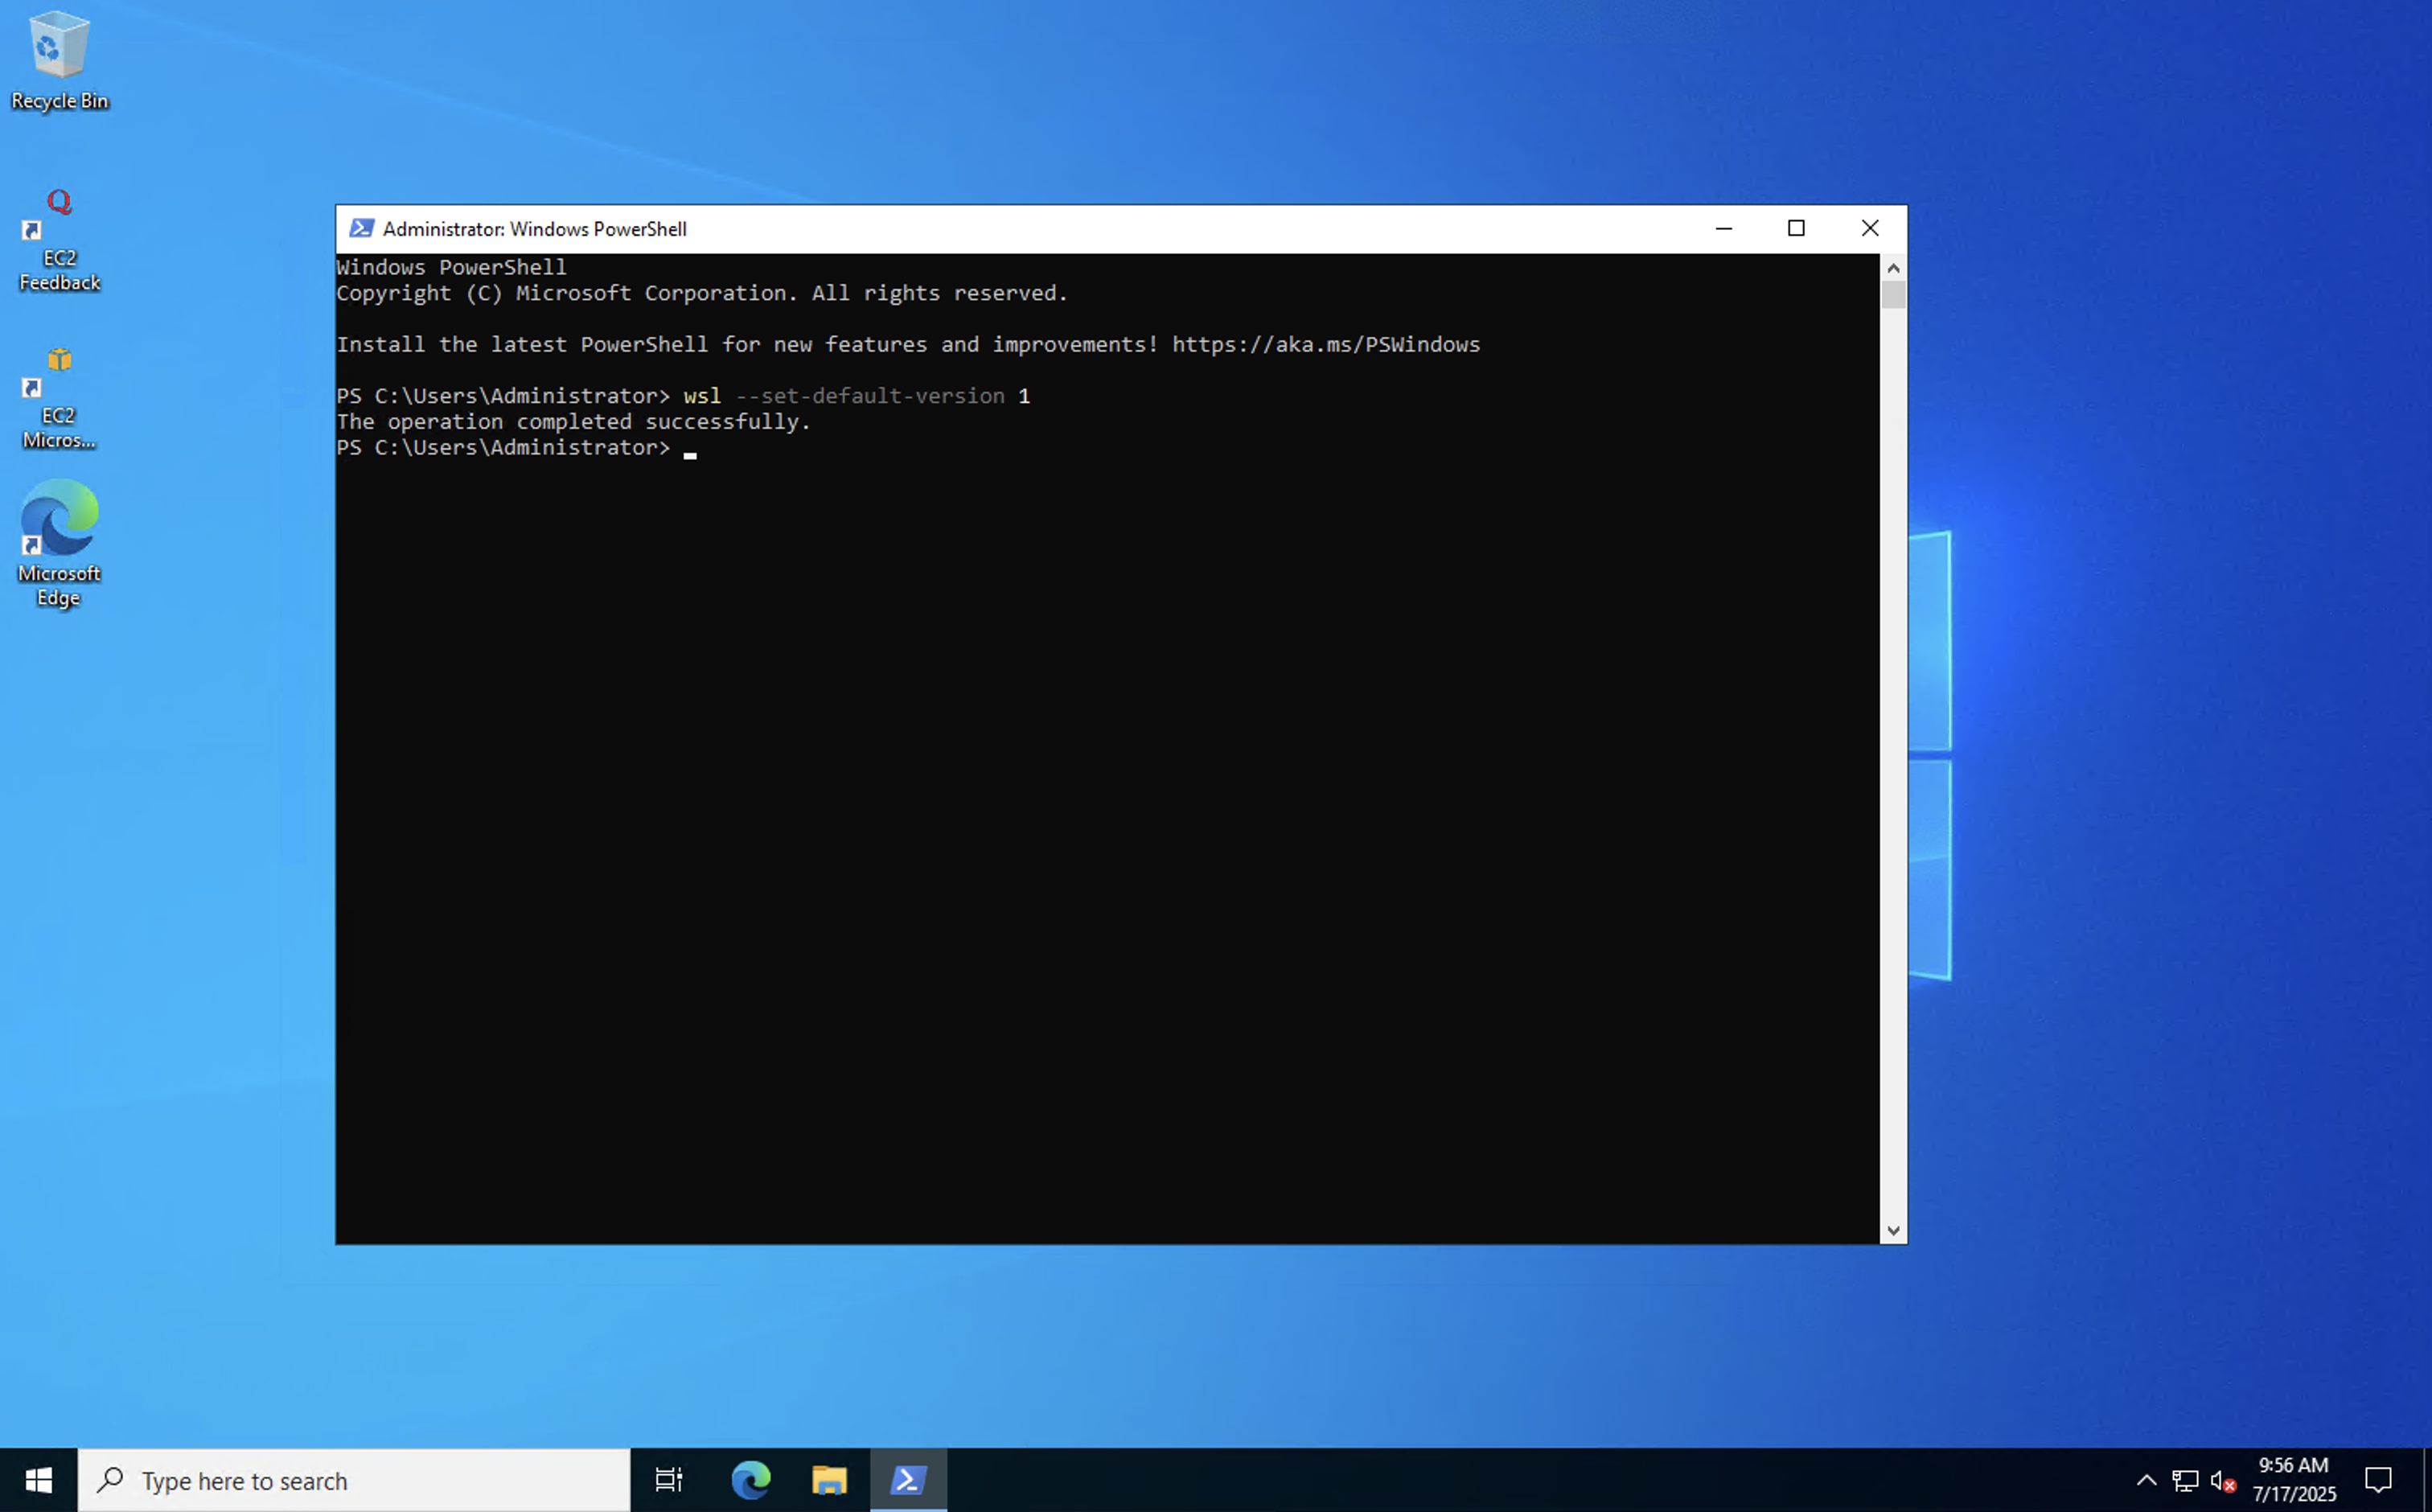 Recycle Bin
EC2
Feedback
EC2
Micros...
Microsoft
Edge
Administrator: Windows PowerShell
Windows PowerShell
Copyright (C) Microsoft Corporation. All rights reserved.
Install the latest PowerShell for new features and improvements! https://aka.ms/PSWindows
PS C:\Users\Administrator> wsl --set-default-version 1
The operation completed successfully.
PS C:\Users\Administrator>
Type here to search
9:56 AM
7/17/2025